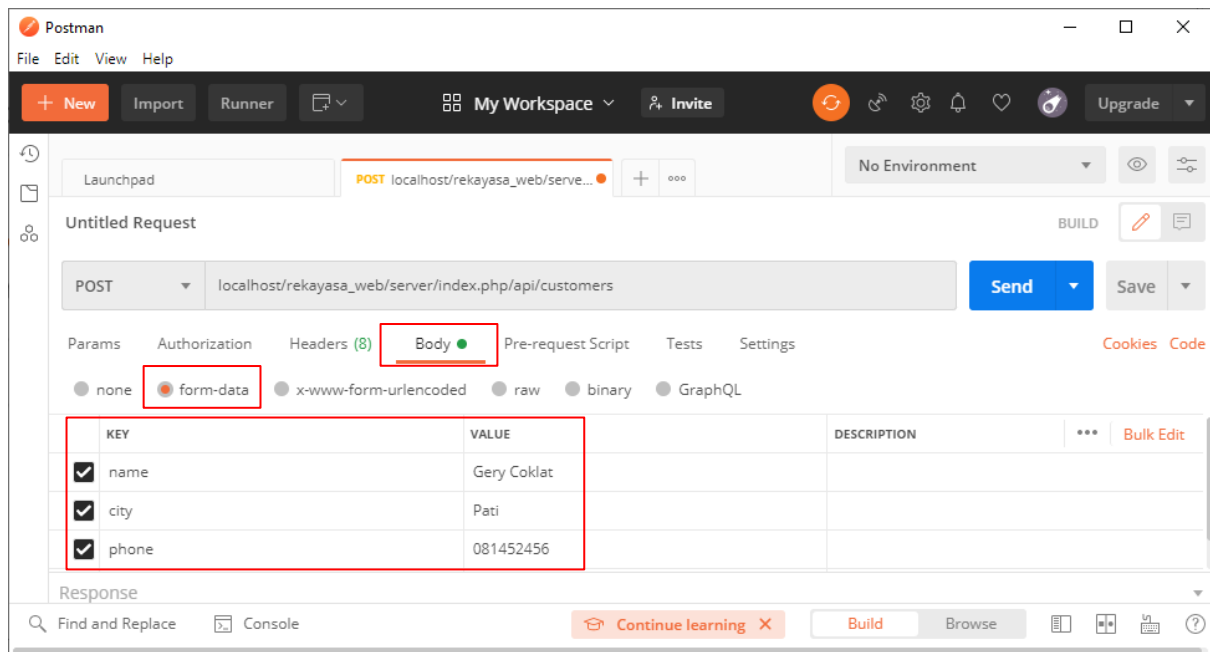 Postman
File Edit View Help
+ New Import Runner My Workspace Invite Upgrade
Launchpad POST localhost/rekayasa_web/serve... No Environment
Untitled Request BUILD
POST localhost/rekayasa_web/server/index.php/api/customers Send Save
Params Authorization Headers (8) Body Pre-request Script Tests Settings Cookies Code
none form-data x-www-form-urlencoded raw binary GraphQL
KEY VALUE DESCRIPTION ••• Bulk Edit
name Gery Coklat
city Pati
phone 081452456
Response
Find and Replace Console Continue learning X Build Browse